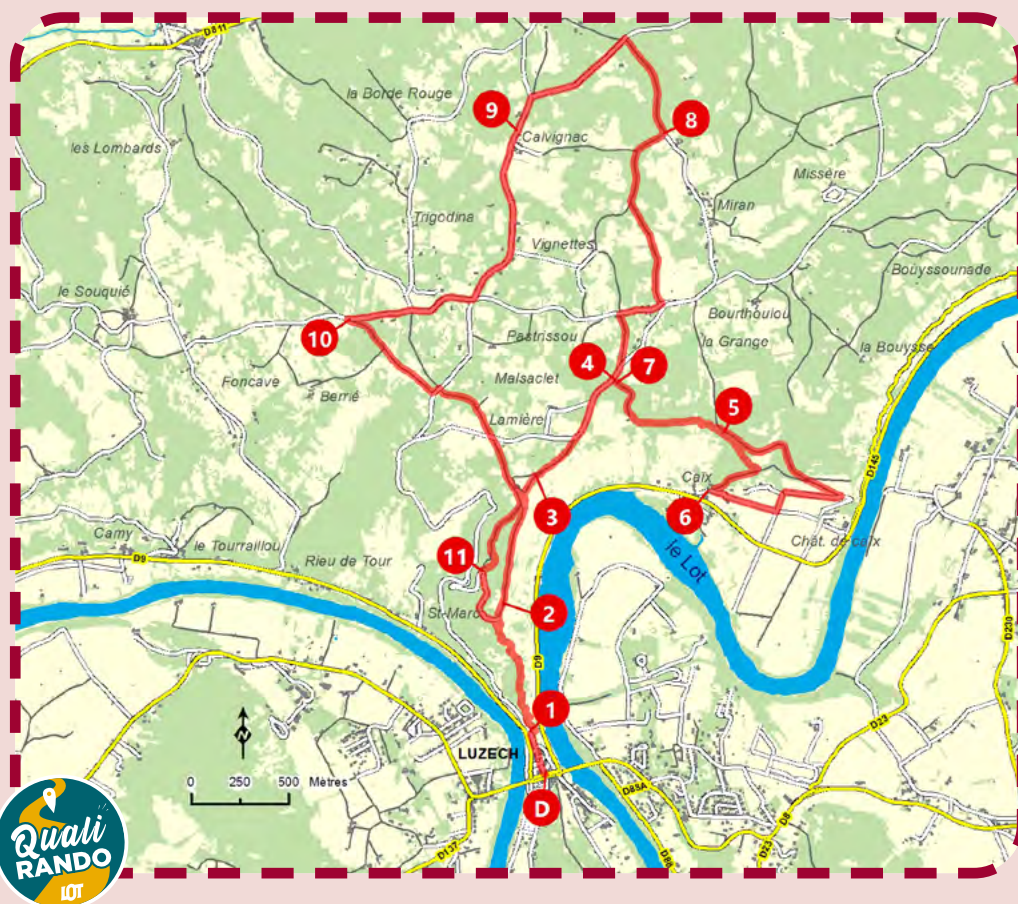 D811
la Borde Rouge
9
Calvignac
8
les Lombards
Missère
Miran
Trigodina
Vignettes
Bouyssounade
le Souquié
Bourthoulou
10
Pastrissou
la Grange
la Bouysse
4
7
Malsaclet
Foncave
Berrié
5
Lamière
D145
Caix
6
3
Chât. de caix
Camy
le Tourraillou
D9
Rieu de Tour
11
le Lot
St-Marc
2
D9
D230
1
N
LUZECH
D23
0 250 500 Mètres
D
D88A
D8
D23
D137
D88
Quali
RANDO
LOT